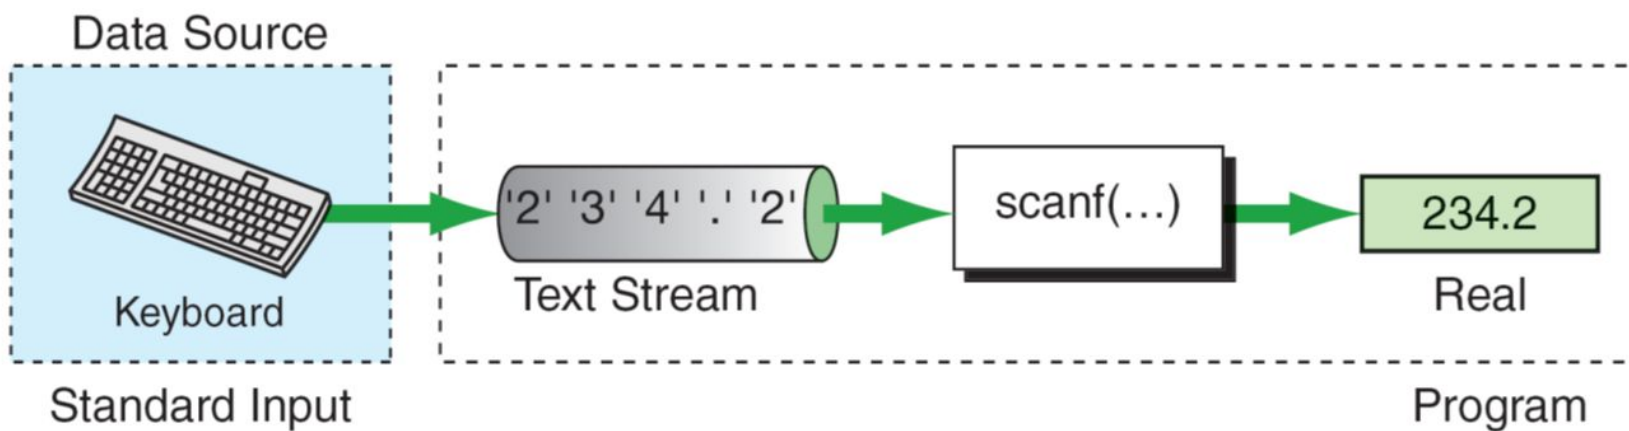 Data Source
'2' '3' '4' '.' '2'
scanf(...)
234.2
Text Stream
Real
Keyboard
Standard Input
Program